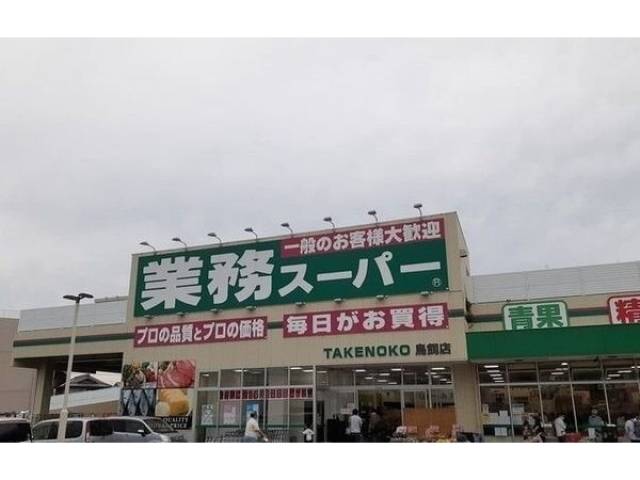 一般のお客様大歓迎
業務スーパー®
プロの品質とプロの価格
毎日がお買得
TAKENOKO 鳥飼店
青果
精
QUALITY